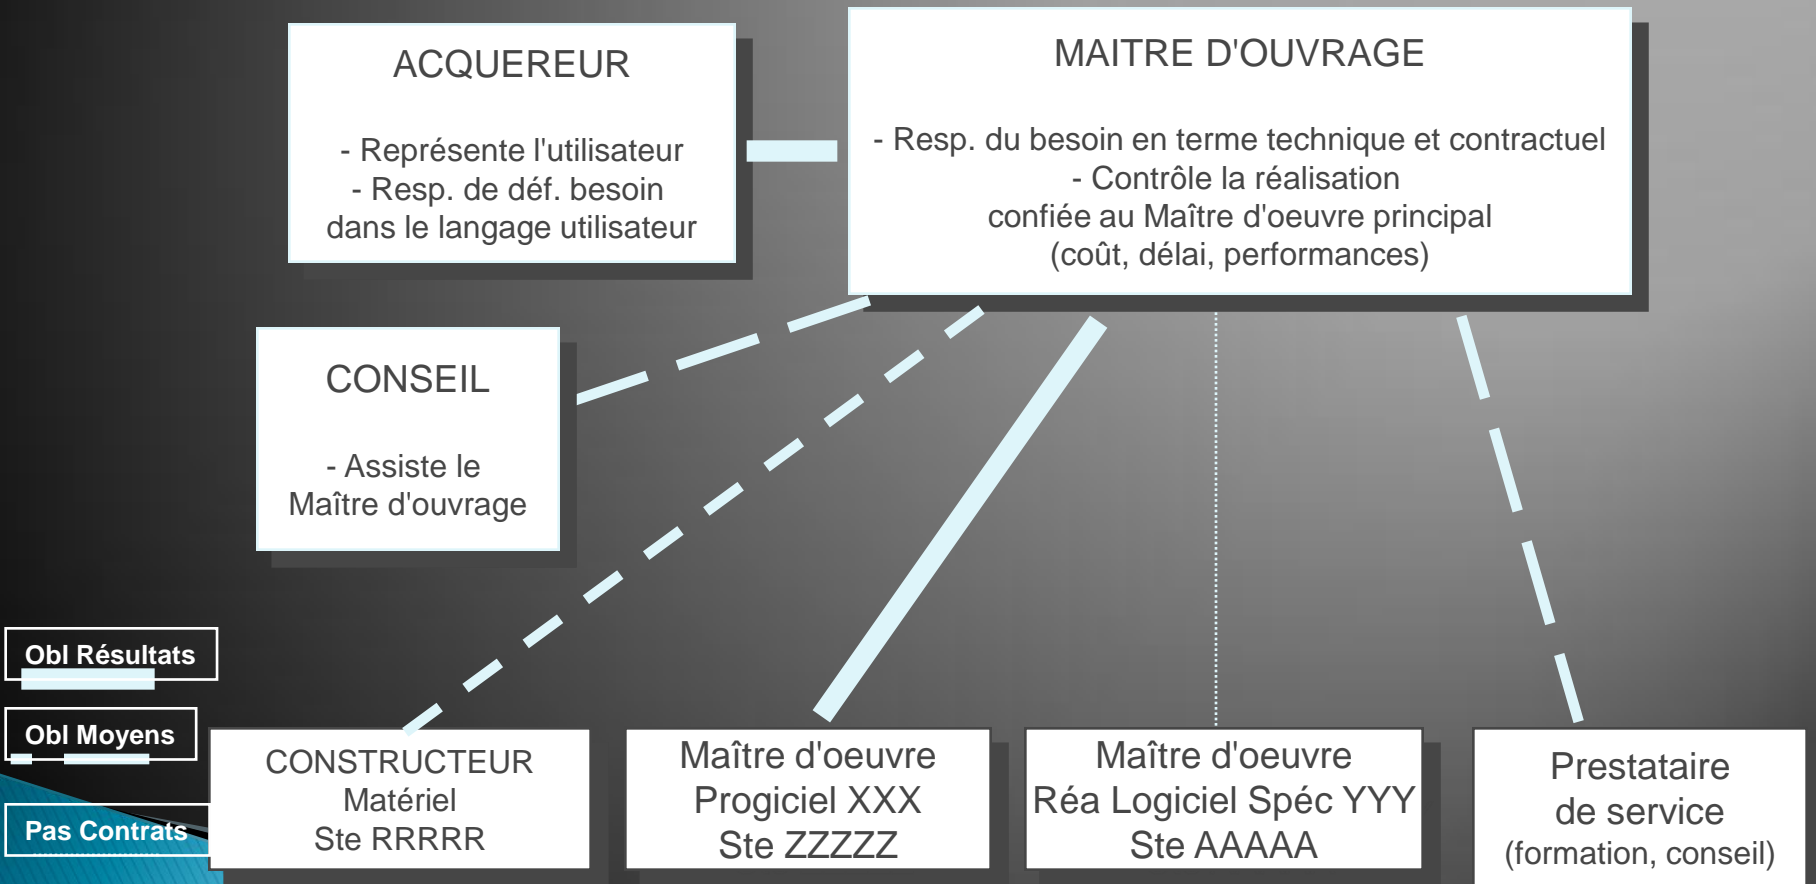 ACQUEREUR
- Représente l'utilisateur
- Resp. de déf. besoin
dans le langage utilisateur
MAITRE D'OUVRAGE
- Resp. du besoin en terme technique et contractuel
- Contrôle la réalisation
confiée au Maître d'oeuvre principal
(coût, délai, performances)
CONSEIL
- Assiste le
Maître d'ouvrage
Obl Résultats
Obl Moyens
Pas Contrats
CONSTRUCTEUR
Matériel
Ste RRRRR
Maître d'oeuvre
Progiciel XXX
Ste ZZZZZ
Maître d'oeuvre
Réa Logiciel Spéc YYY
Ste AAAAA
Prestataire
de service
(formation, conseil)